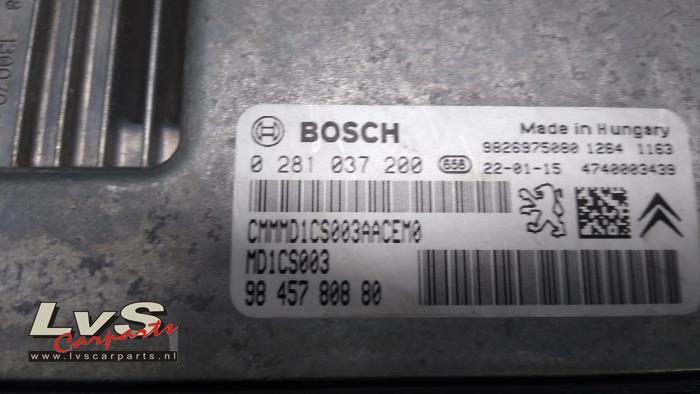 BOSCH
Made in Hungary
9826975080 1264 1163
0 281 037 200 658 22-01-15 4740003439
CMMMD1CS003AACEM0
MD1CS003
98 457 808 80
LvS
Carparts
www.lvscarparts.nl